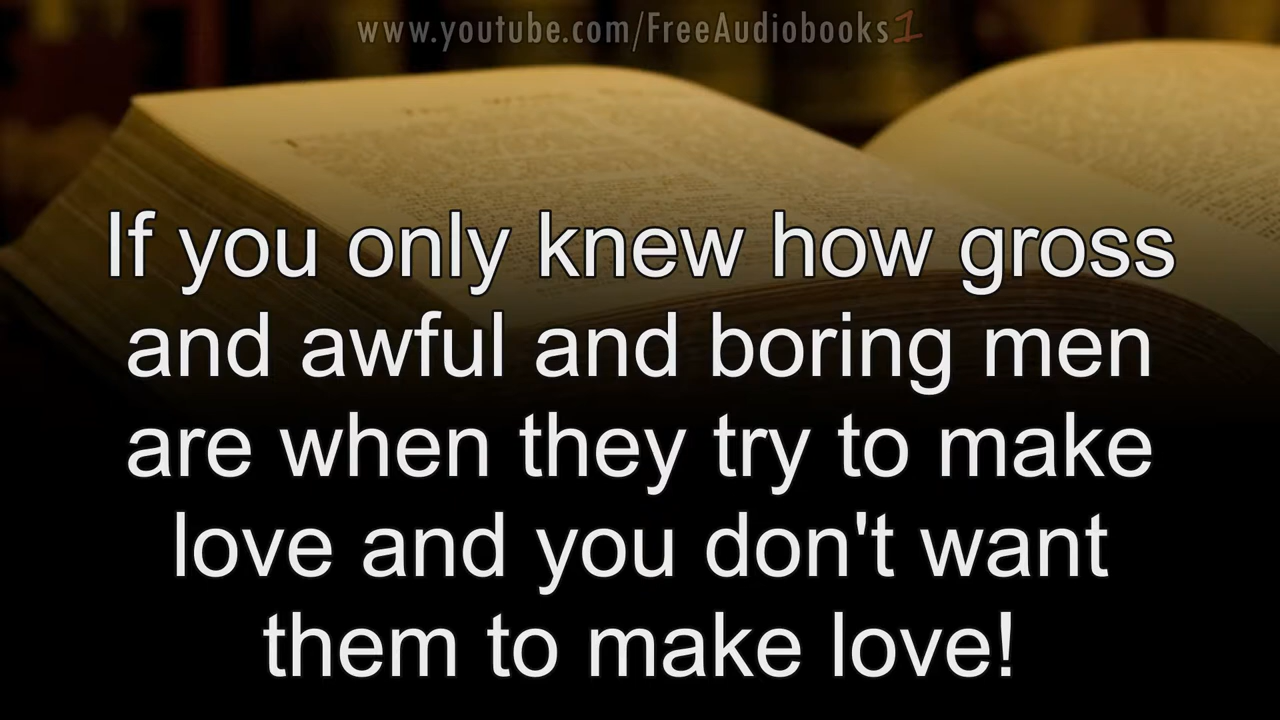 www.youtube.com/FreeAudiobooks1
If you only knew how gross
and awful and boring men
are when they try to make
love and you don't want
them to make love!